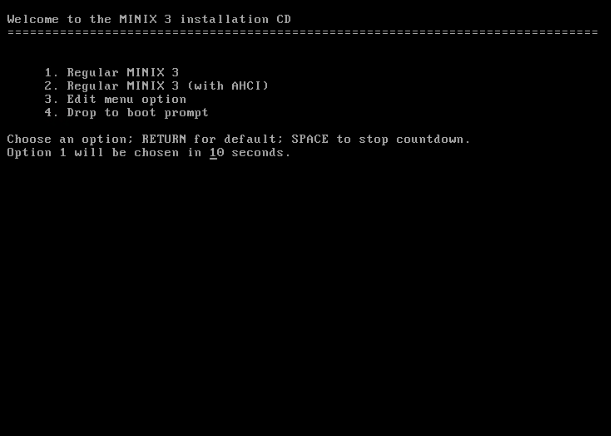 Welcome to the MINIX 3 installation CD
================================================================================
1. Regular MINIX 3
2. Regular MINIX 3 (with AHCI)
3. Edit menu option
4. Drop to boot prompt
Choose an option; RETURN for default; SPACE to stop countdown.
Option 1 will be chosen in 10 seconds.